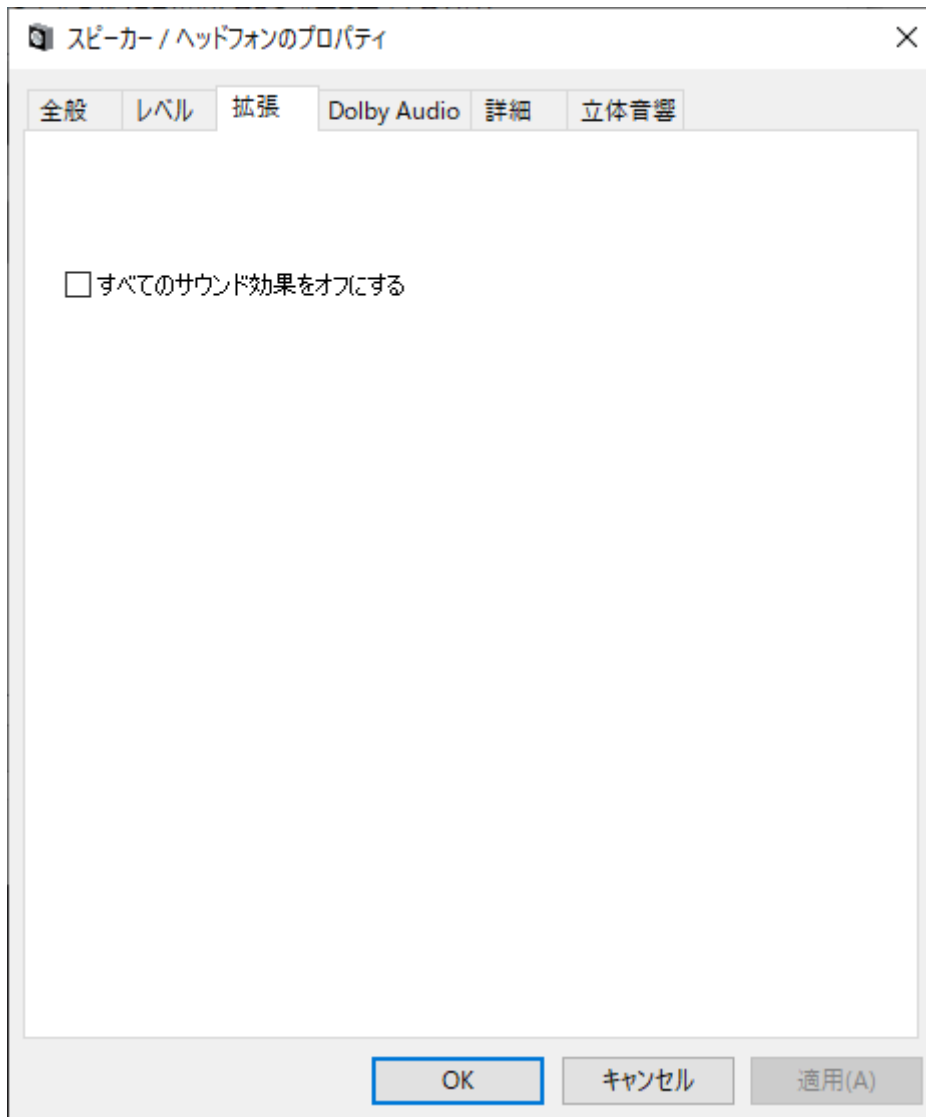 スピーカー / ヘッドフォンのプロパティ
全般 レベル 拡張 Dolby Audio 詳細 立体音響
すべてのサウンド効果をオフにする
OK キャンセル 適用(A)